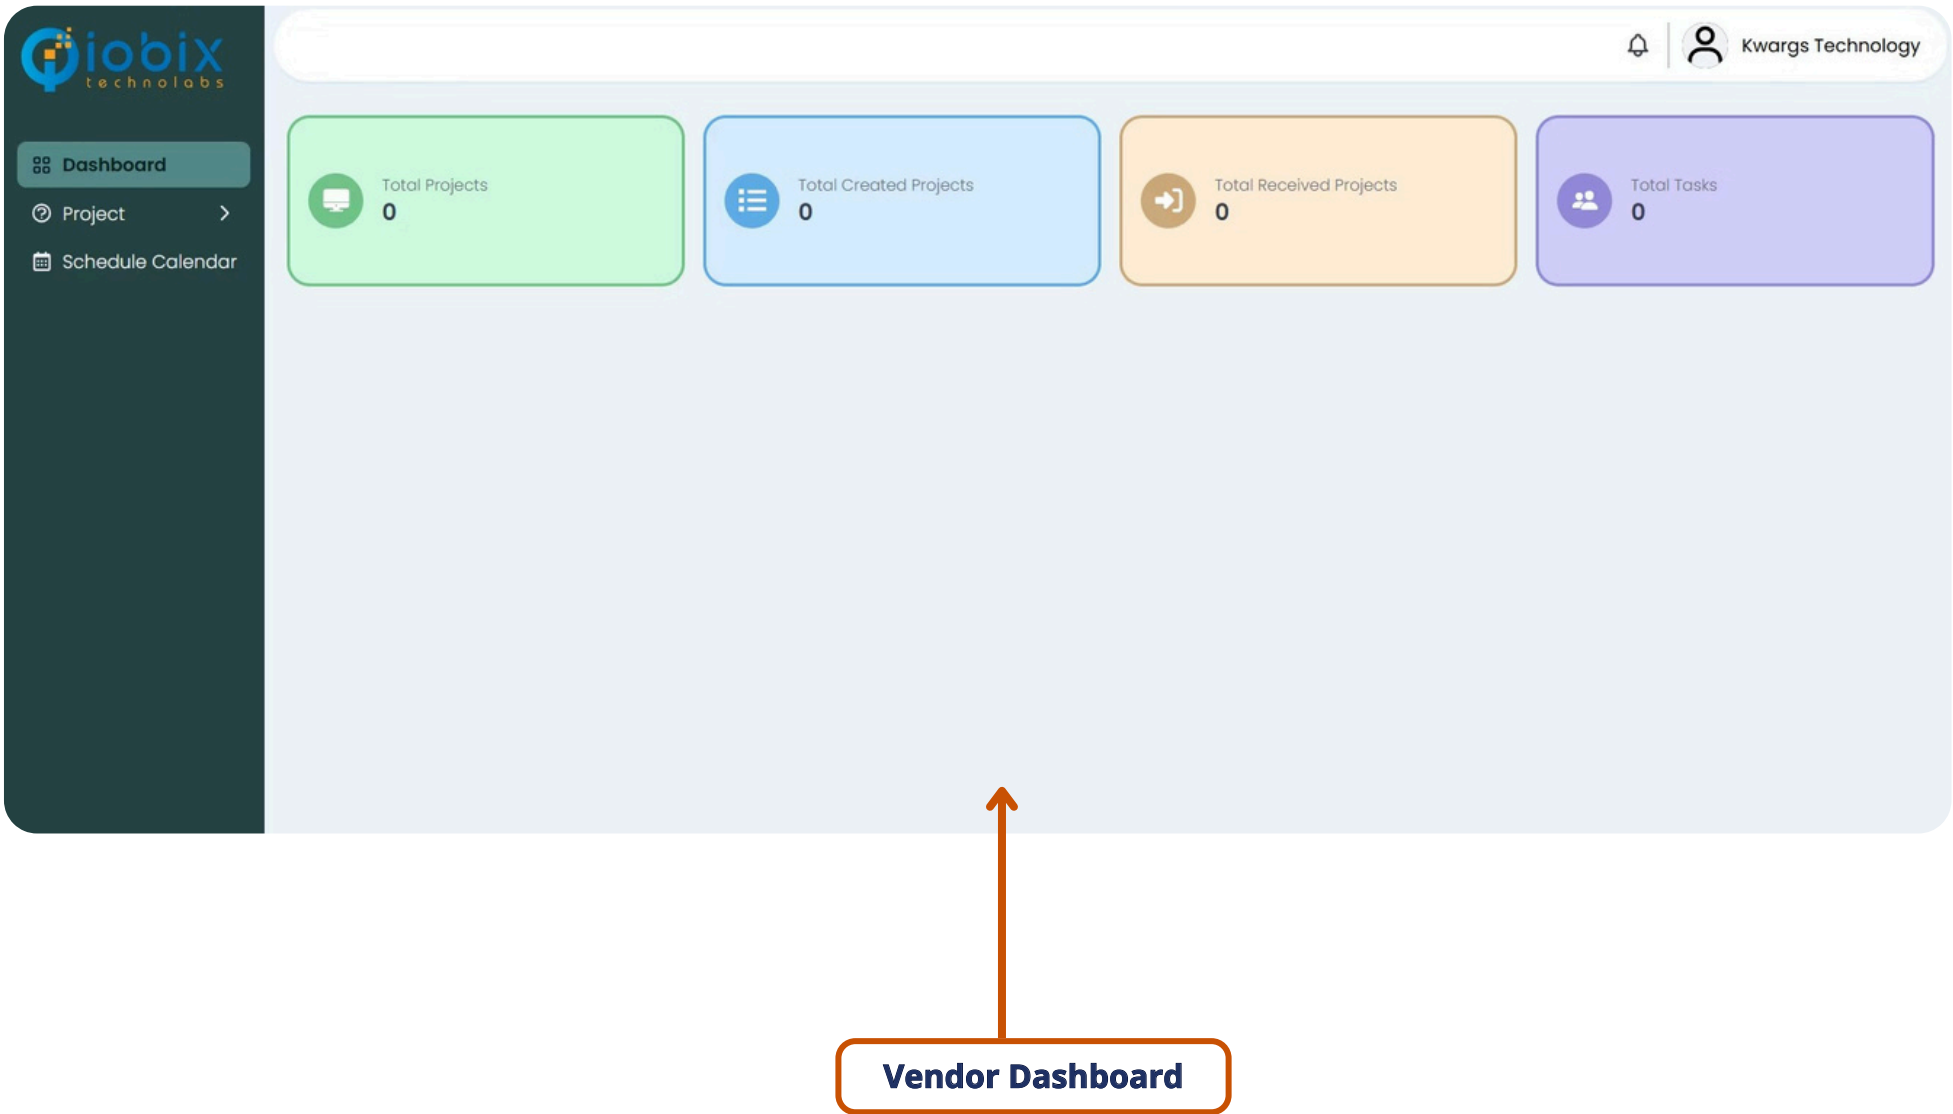 iobix
technolabs
Kwargs Technology
Dashboard
Project
Schedule Calendar
Total Projects
0
Total Created Projects
0
Total Received Projects
0
Total Tasks
0
Vendor Dashboard